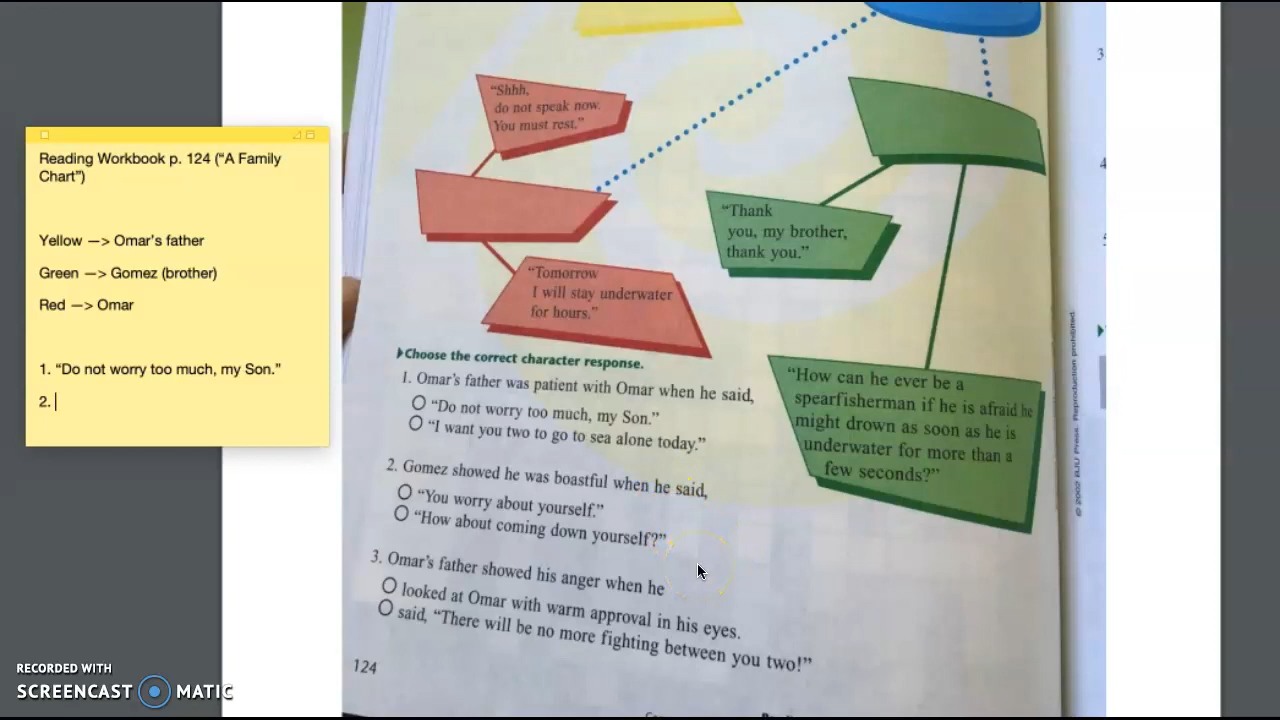 Reading Workbook p. 124 ("A Family
Chart")
Yellow —> Omar's father
Green —> Gomez (brother)
Red —> Omar
1. "Do not worry too much, my Son."
2.
"Shhh,
do not speak now.
You must rest."
"Thank
you, my brother,
thank you."
"Tomorrow
I will stay underwater
for hours."
"How can he ever be a
spearfisherman if he is afraid he
might drown as soon as he is
underwater for more than a
few seconds?"
Choose the correct character response.
1. Omar's father was patient with Omar when he said,
"Do not worry too much, my Son."
"I want you two to go to sea alone today."
2. Gomez showed he was boastful when he said,
"You worry about yourself."
"How about coming down yourself?"
3. Omar's father showed his anger when he
looked at Omar with warm approval in his eyes.
said, "There will be no more fighting between you two!"
124
© 2002 BJU Press. Reproduction prohibited.
3
4
RECORDED WITH
SCREENCAST MATIC